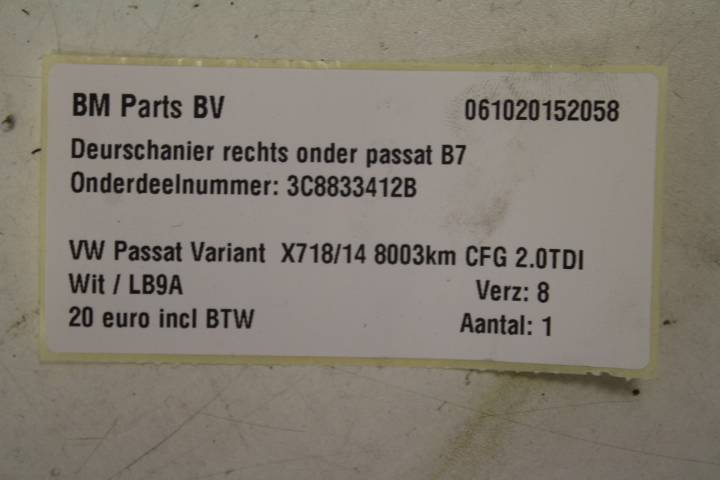 BM Parts BV 061020152058
Deurschanier rechts onder passat B7
Onderdeelnummer: 3C8833412B
VW Passat Variant X718/14 8003km CFG 2.0TDI
Wit / LB9A Verz: 8
20 euro incl BTW Aantal: 1